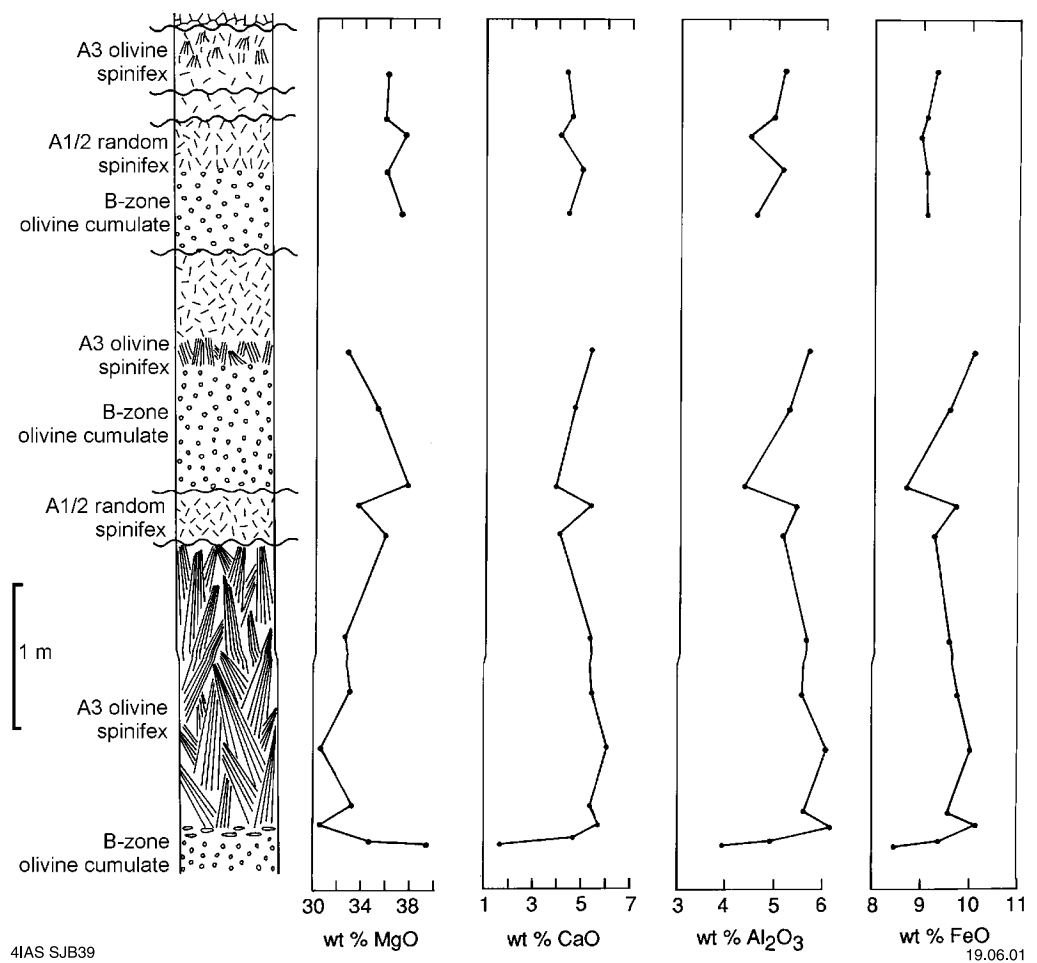 A3 olivine
spinifex
A1/2 random
spinifex
B-zone
olivine cumulate
A3 olivine
spinifex
B-zone
olivine cumulate
A1/2 random
spinifex
1 m
A3 olivine
spinifex
B-zone
olivine cumulate
30 34 38
wt % MgO
1 3 5 7
wt % CaO
3 4 5 6
wt % Al₂O₃
8 9 10 11
wt % FeO
4IAS SJB39
19.06.01